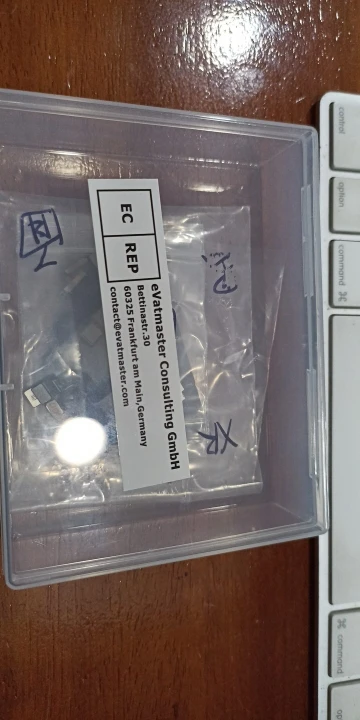 EC REP
eVatmaster Consulting GmbH
Bettinastr.30
60325 Frankfurt am Main,Germany
contact@evatmaster.com
control
option
command ⌘
⌘ command